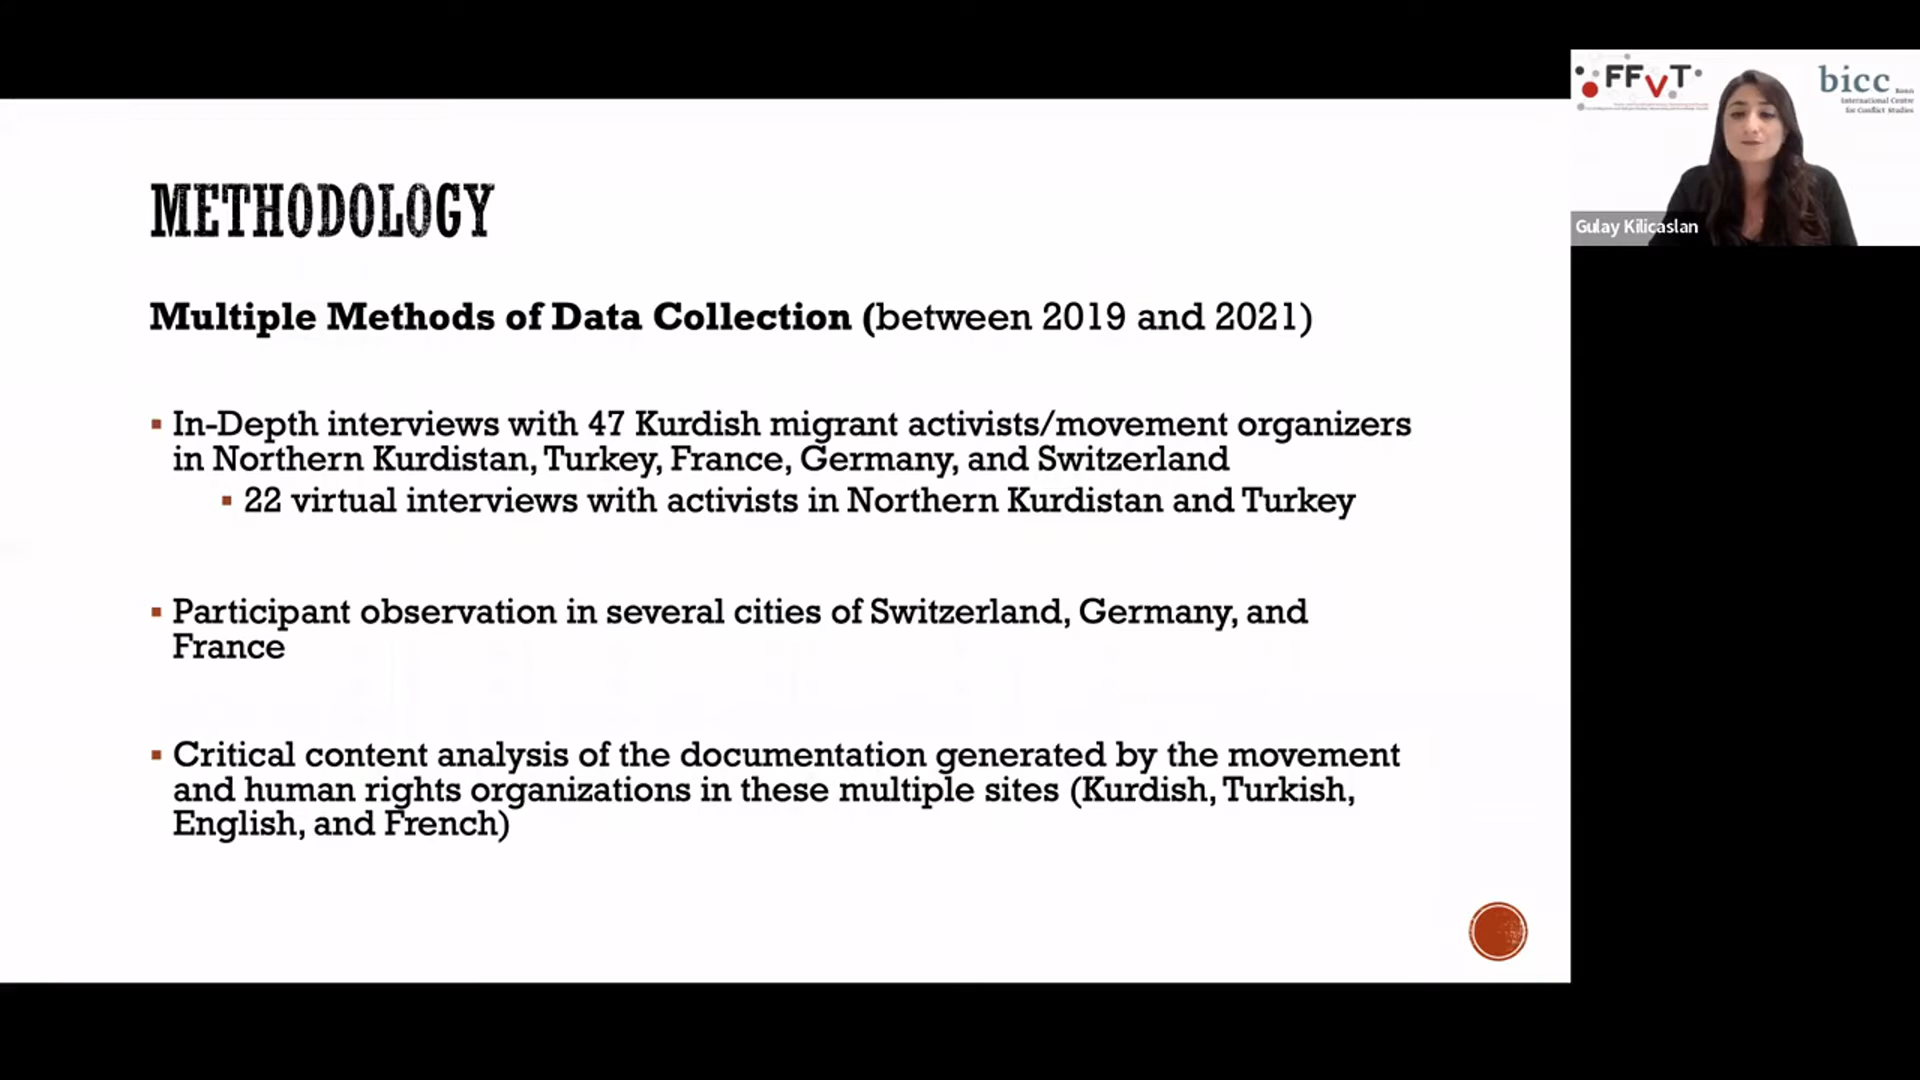 FFVT
bicc Bonn
International Centre
for Conflict Studies
Gulay Kilicaslan
METHODOLOGY
Multiple Methods of Data Collection (between 2019 and 2021)
▪ In-Depth interviews with 47 Kurdish migrant activists/movement organizers
in Northern Kurdistan, Turkey, France, Germany, and Switzerland
▪ 22 virtual interviews with activists in Northern Kurdistan and Turkey
▪ Participant observation in several cities of Switzerland, Germany, and
France
▪ Critical content analysis of the documentation generated by the movement
and human rights organizations in these multiple sites (Kurdish, Turkish,
English, and French)